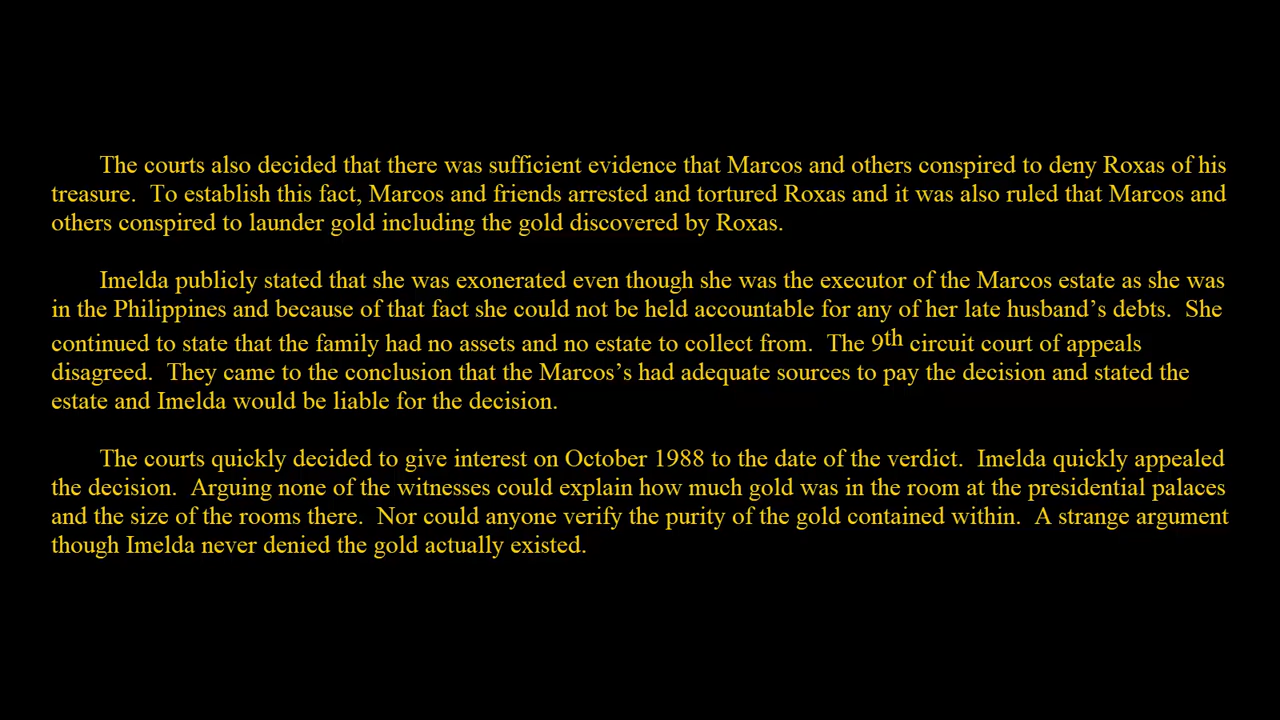 The courts also decided that there was sufficient evidence that Marcos and others conspired to deny Roxas of his
treasure.  To establish this fact, Marcos and friends arrested and tortured Roxas and it was also ruled that Marcos and
others conspired to launder gold including the gold discovered by Roxas.
Imelda publicly stated that she was exonerated even though she was the executor of the Marcos estate as she was
in the Philippines and because of that fact she could not be held accountable for any of her late husband’s debts.  She
continued to state that the family had no assets and no estate to collect from.  The 9th circuit court of appeals
disagreed.  They came to the conclusion that the Marcos’s had adequate sources to pay the decision and stated the
estate and Imelda would be liable for the decision.
The courts quickly decided to give interest on October 1988 to the date of the verdict.  Imelda quickly appealed
the decision.  Arguing none of the witnesses could explain how much gold was in the room at the presidential palaces
and the size of the rooms there.  Nor could anyone verify the purity of the gold contained within.  A strange argument
though Imelda never denied the gold actually existed.